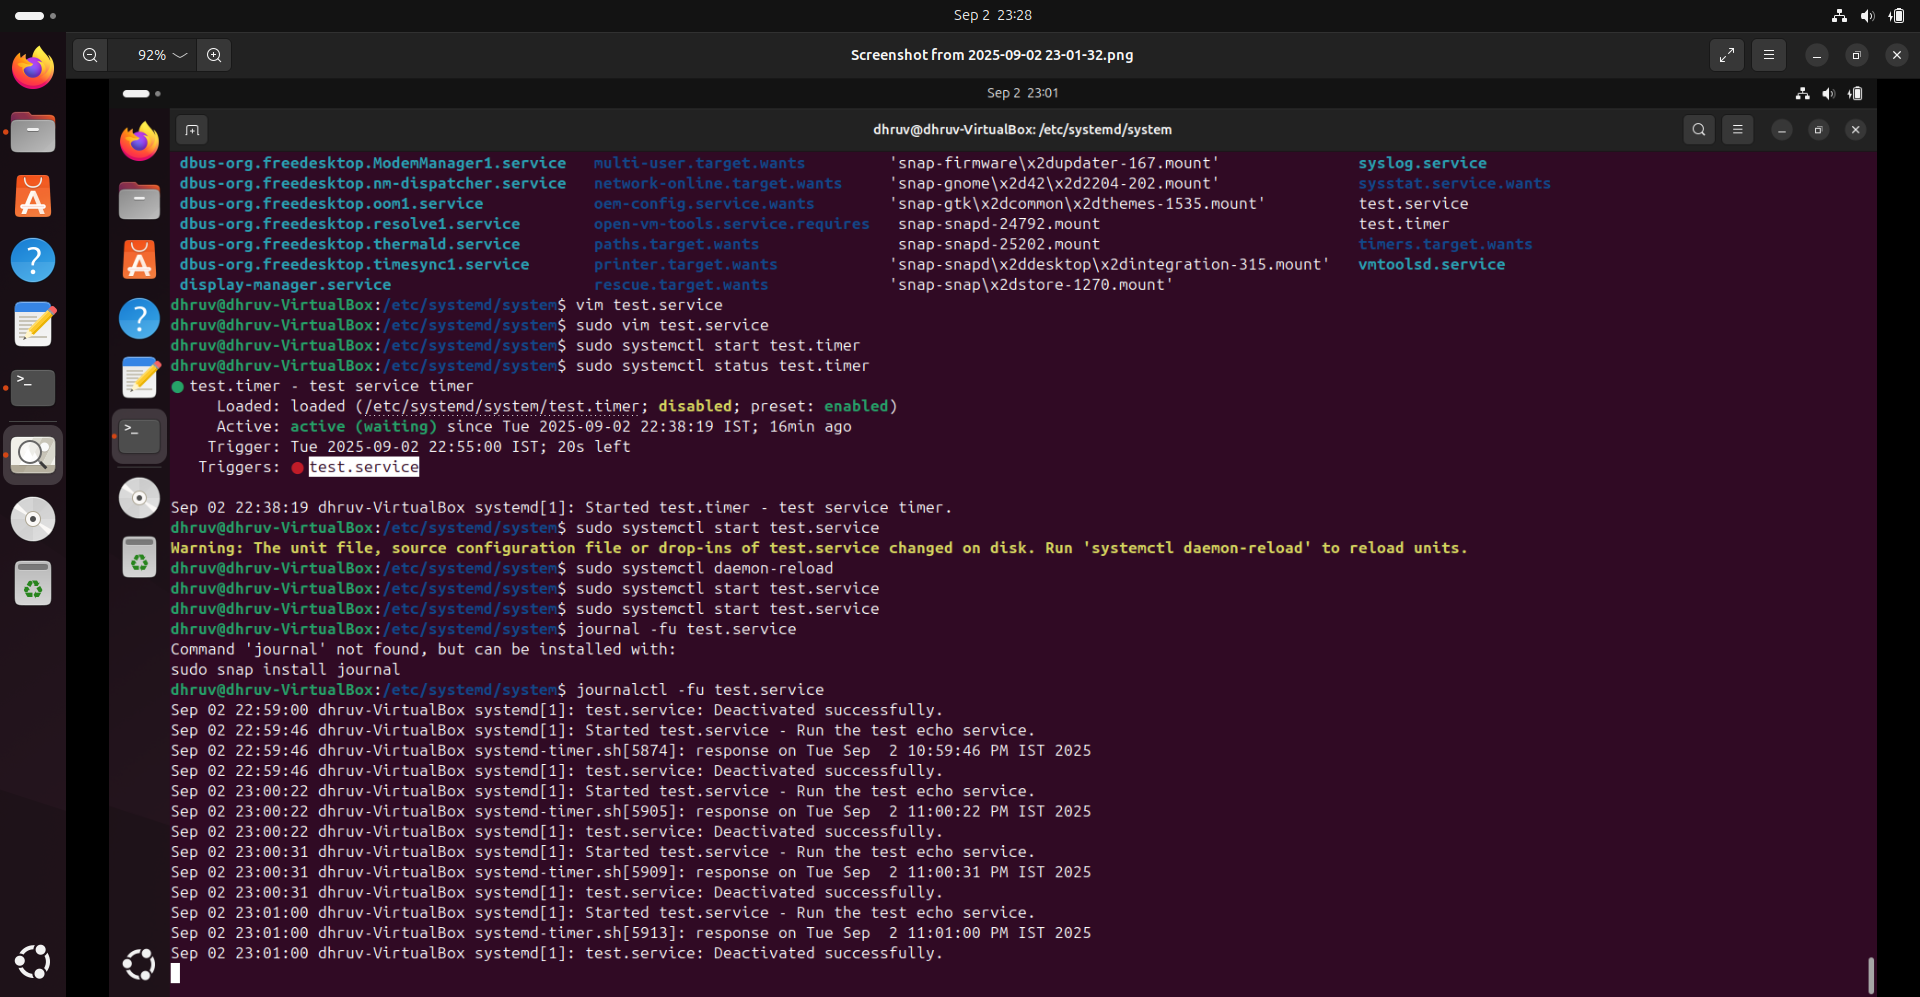 Sep 2 23:28
92%
Screenshot from 2025-09-02 23-01-32.png
Sep 2 23:01
dhruv@dhruv-VirtualBox: /etc/systemd/system
dbus-org.freedesktop.ModemManager1.service multi-user.target.wants 'snap-firmware\x2dupdater-167.mount' syslog.service
dbus-org.freedesktop.nm-dispatcher.service network-online.target.wants 'snap-gnome\x2d42\x2d2204-202.mount' sysstat.service.wants
dbus-org.freedesktop.oom1.service oem-config.service.wants 'snap-gtk\x2dcommon\x2dthemes-1535.mount' test.service
dbus-org.freedesktop.resolve1.service open-vm-tools.service.requires snap-snapd-24792.mount test.timer
dbus-org.freedesktop.thermald.service paths.target.wants snap-snapd-25202.mount timers.target.wants
dbus-org.freedesktop.timesync1.service printer.target.wants 'snap-snapd\x2ddesktop\x2dintegration-315.mount' vmtoolsd.service
display-manager.service rescue.target.wants 'snap-snap\x2dstore-1270.mount'
dhruv@dhruv-VirtualBox:/etc/systemd/system$ vim test.service
dhruv@dhruv-VirtualBox:/etc/systemd/system$ sudo vim test.service
dhruv@dhruv-VirtualBox:/etc/systemd/system$ sudo systemctl start test.timer
dhruv@dhruv-VirtualBox:/etc/systemd/system$ sudo systemctl status test.timer
● test.timer - test service timer
Loaded: loaded (/etc/systemd/system/test.timer; disabled; preset: enabled)
Active: active (waiting) since Tue 2025-09-02 22:38:19 IST; 16min ago
Trigger: Tue 2025-09-02 22:55:00 IST; 20s left
Triggers: ● test.service
Sep 02 22:38:19 dhruv-VirtualBox systemd[1]: Started test.timer - test service timer.
dhruv@dhruv-VirtualBox:/etc/systemd/system$ sudo systemctl start test.service
Warning: The unit file, source configuration file or drop-ins of test.service changed on disk. Run 'systemctl daemon-reload' to reload units.
dhruv@dhruv-VirtualBox:/etc/systemd/system$ sudo systemctl daemon-reload
dhruv@dhruv-VirtualBox:/etc/systemd/system$ sudo systemctl start test.service
dhruv@dhruv-VirtualBox:/etc/systemd/system$ sudo systemctl start test.service
dhruv@dhruv-VirtualBox:/etc/systemd/system$ journal -fu test.service
Command 'journal' not found, but can be installed with:
sudo snap install journal
dhruv@dhruv-VirtualBox:/etc/systemd/system$ journalctl -fu test.service
Sep 02 22:59:00 dhruv-VirtualBox systemd[1]: test.service: Deactivated successfully.
Sep 02 22:59:46 dhruv-VirtualBox systemd[1]: Started test.service - Run the test echo service.
Sep 02 22:59:46 dhruv-VirtualBox systemd-timer.sh[5874]: response on Tue Sep  2 10:59:46 PM IST 2025
Sep 02 22:59:46 dhruv-VirtualBox systemd[1]: test.service: Deactivated successfully.
Sep 02 23:00:22 dhruv-VirtualBox systemd[1]: Started test.service - Run the test echo service.
Sep 02 23:00:22 dhruv-VirtualBox systemd-timer.sh[5905]: response on Tue Sep  2 11:00:22 PM IST 2025
Sep 02 23:00:22 dhruv-VirtualBox systemd[1]: test.service: Deactivated successfully.
Sep 02 23:00:31 dhruv-VirtualBox systemd[1]: Started test.service - Run the test echo service.
Sep 02 23:00:31 dhruv-VirtualBox systemd-timer.sh[5909]: response on Tue Sep  2 11:00:31 PM IST 2025
Sep 02 23:00:31 dhruv-VirtualBox systemd[1]: test.service: Deactivated successfully.
Sep 02 23:01:00 dhruv-VirtualBox systemd[1]: Started test.service - Run the test echo service.
Sep 02 23:01:00 dhruv-VirtualBox systemd-timer.sh[5913]: response on Tue Sep  2 11:01:00 PM IST 2025
Sep 02 23:01:00 dhruv-VirtualBox systemd[1]: test.service: Deactivated successfully.